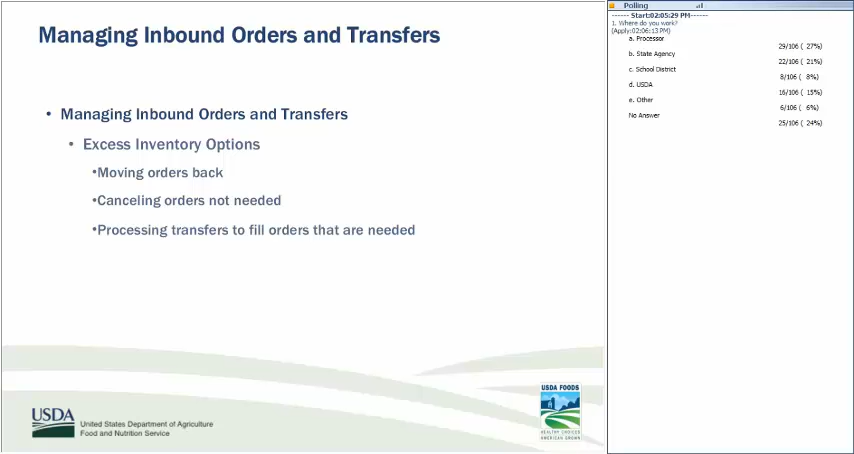 Managing Inbound Orders and Transfers
• Managing Inbound Orders and Transfers
• Excess Inventory Options
•Moving orders back
•Canceling orders not needed
•Processing transfers to fill orders that are needed
USDA
United States Department of Agriculture
Food and Nutrition Service
USDA FOODS
HEALTHY CHOICES
AMERICAN GROWN
Polling
------ Start:02:05:29 PM------
1. Where do you work?
(Apply:02:06:13 PM)
a. Processor
29/106 ( 27%)
b. State Agency
22/106 ( 21%)
c. School District
8/106 ( 8%)
d. USDA
16/106 ( 15%)
e. Other
6/106 ( 6%)
No Answer
25/106 ( 24%)